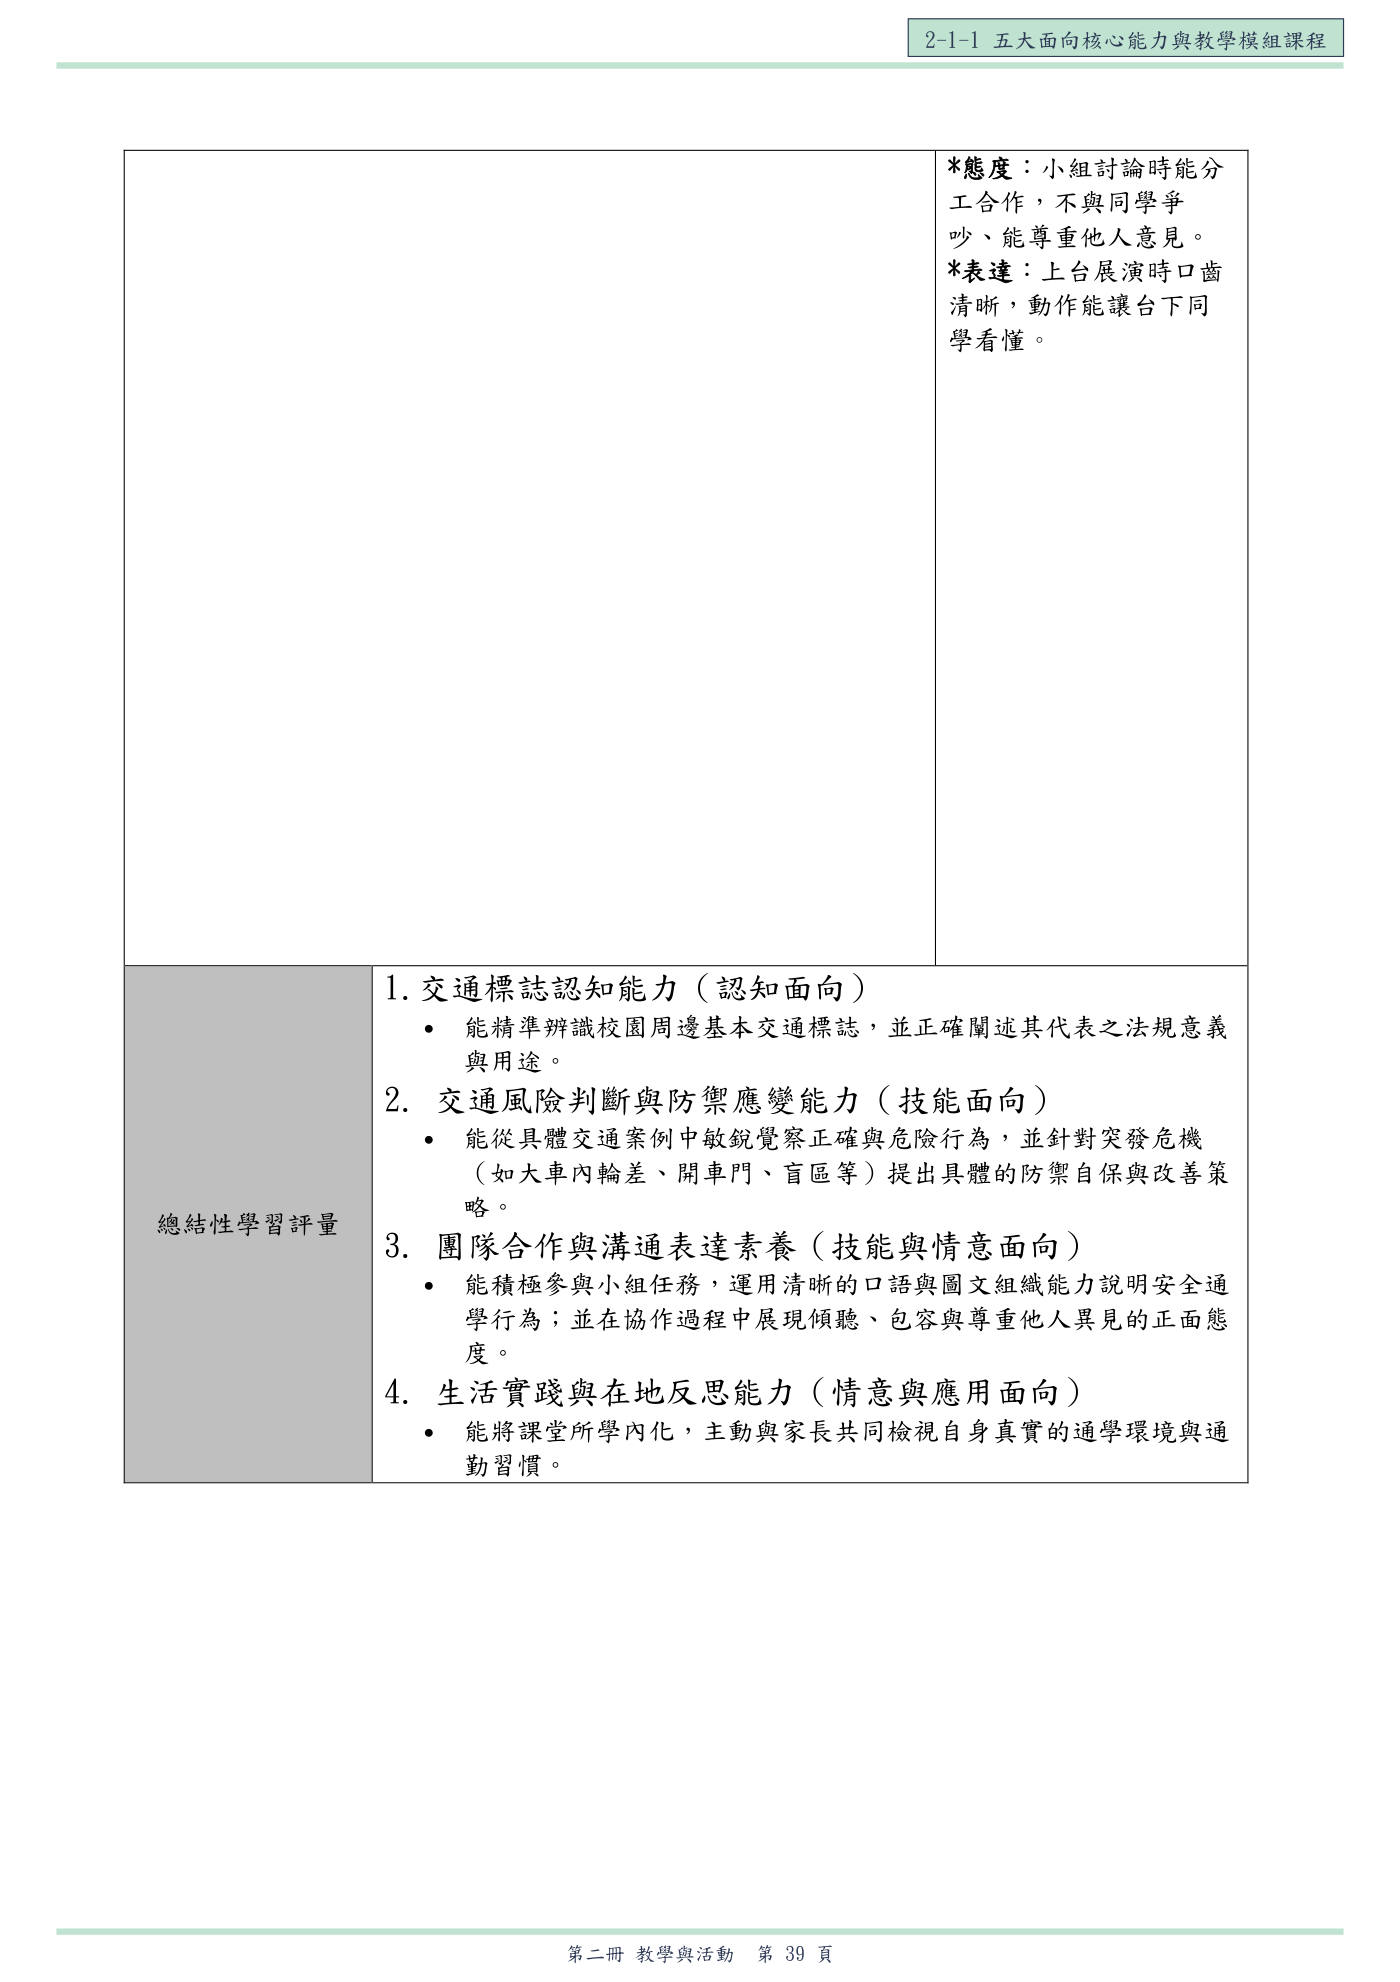 2-1-1 五大面向核心能力與教學模組課程
*態度：小組討論時能分
工合作，不與同學爭
吵、能尊重他人意見。
*表達：上台展演時口齒
清晰，動作能讓台下同
學看懂。
總結性學習評量
1. 交通標誌認知能力（認知面向）
• 能精準辨識校園周邊基本交通標誌，並正確闡述其代表之法規意義
與用途。
2. 交通風險判斷與防禦應變能力（技能面向）
• 能從具體交通案例中敏銳覺察正確與危險行為，並針對突發危機
（如大車內輪差、開車門、盲區等）提出具體的防禦自保與改善策
略。
3. 團隊合作與溝通表達素養（技能與情意面向）
• 能積極參與小組任務，運用清晰的口語與圖文組織能力說明安全通
學行為；並在協作過程中展現傾聽、包容與尊重他人異見的正面態
度。
4. 生活實踐與在地反思能力（情意與應用面向）
• 能將課堂所學內化，主動與家長共同檢視自身真實的通學環境與通
勤習慣。
第二冊 教學與活動 第 39 頁